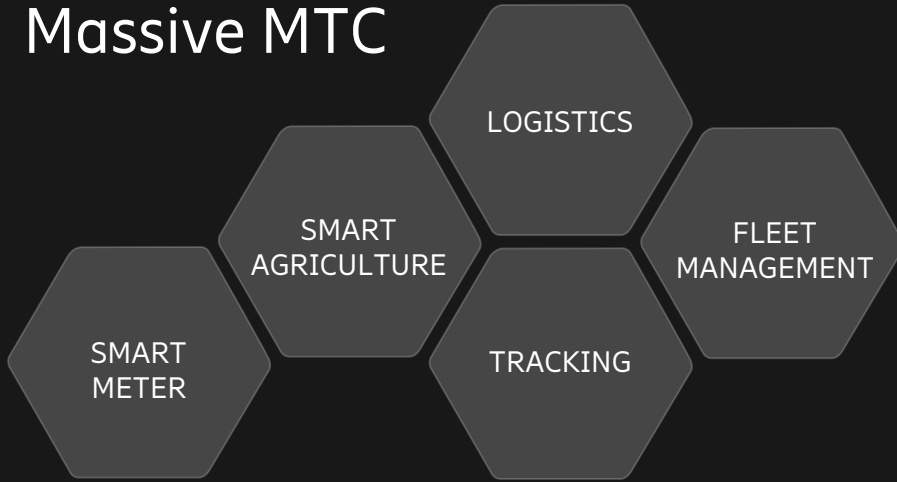 Massive MTC
LOGISTICS
SMART
AGRICULTURE
FLEET
MANAGEMENT
SMART
METER
TRACKING